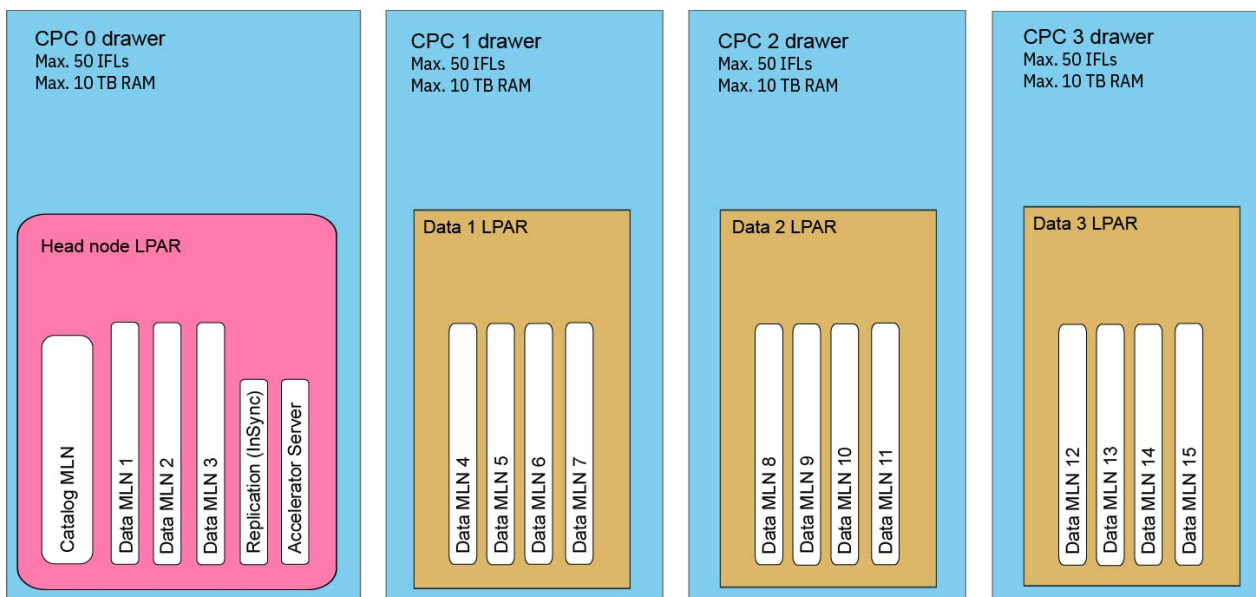 CPC 0 drawer
Max. 50 IFLs
Max. 10 TB RAM
Head node LPAR
Catalog MLN
Data MLN 1
Data MLN 2
Data MLN 3
Replication (InSync)
Accelerator Server
CPC 1 drawer
Max. 50 IFLs
Max. 10 TB RAM
Data 1 LPAR
Data MLN 4
Data MLN 5
Data MLN 6
Data MLN 7
CPC 2 drawer
Max. 50 IFLs
Max. 10 TB RAM
Data 2 LPAR
Data MLN 8
Data MLN 9
Data MLN 10
Data MLN 11
CPC 3 drawer
Max. 50 IFLs
Max. 10 TB RAM
Data 3 LPAR
Data MLN 12
Data MLN 13
Data MLN 14
Data MLN 15